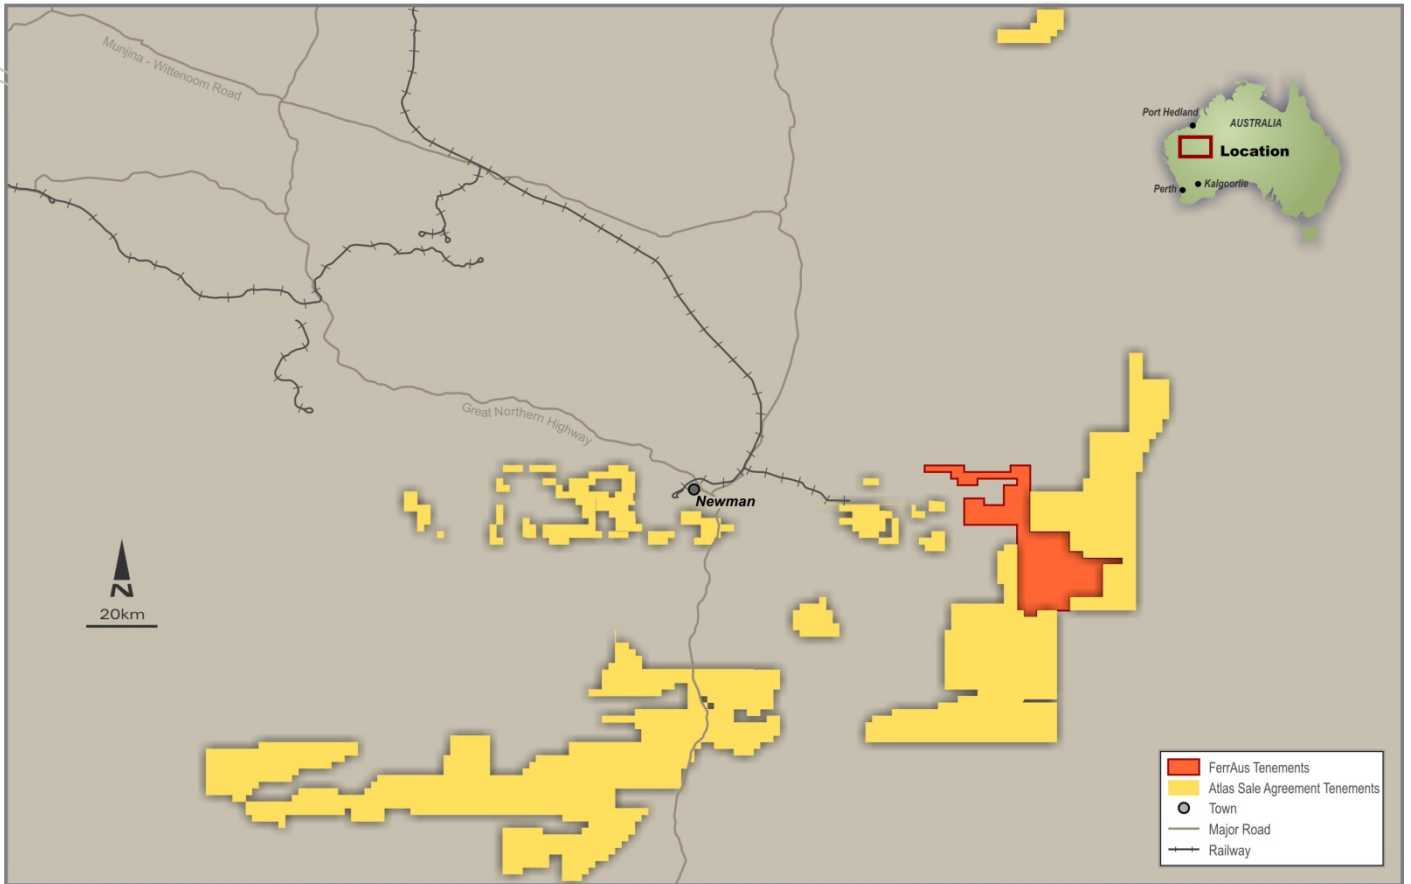 Munjina - Wittenoom Road
Port Hedland
AUSTRALIA
Location
Perth
Kalgoorlie
Great Northern Highway
Newman
N
20km
FerrAus Tenements
Atlas Sale Agreement Tenements
Town
Major Road
Railway